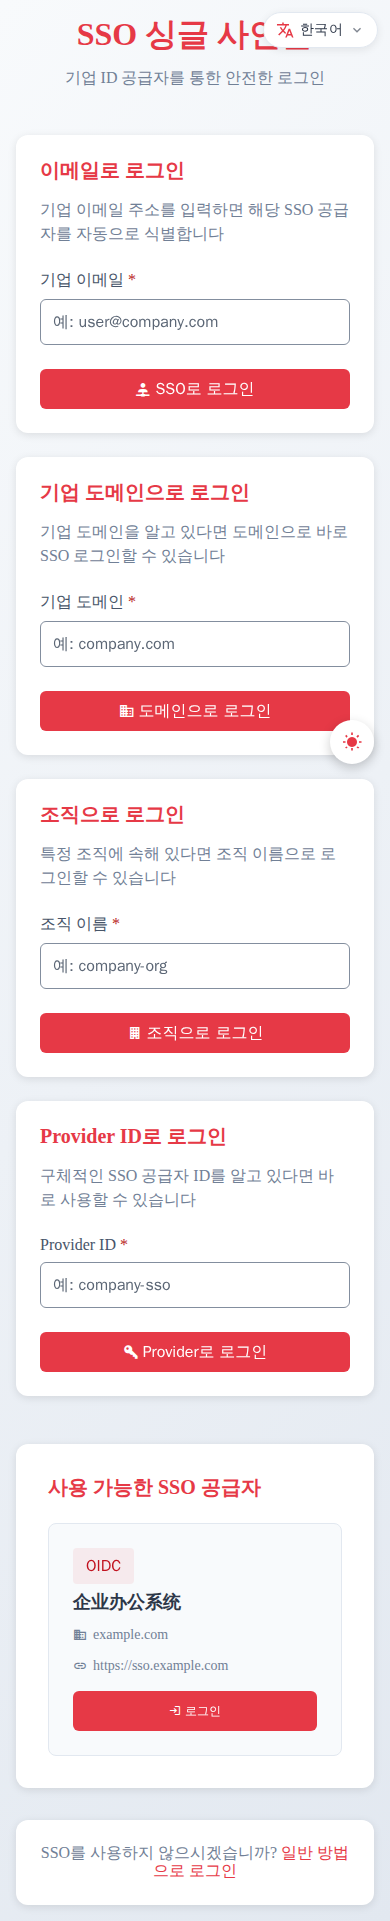 SSO 싱글 사인
한국어
기업 ID 공급자를 통한 안전한 로그인
이메일로 로그인
기업 이메일 주소를 입력하면 해당 SSO 공급
자를 자동으로 식별합니다
기업 이메일 *
예: user@company.com
SSO로 로그인
기업 도메인으로 로그인
기업 도메인을 알고 있다면 도메인으로 바로
SSO 로그인할 수 있습니다
기업 도메인 *
예: company.com
도메인으로 로그인
조직으로 로그인
특정 조직에 속해 있다면 조직 이름으로 로
그인할 수 있습니다
조직 이름 *
예: company-org
조직으로 로그인
Provider ID로 로그인
구체적인 SSO 공급자 ID를 알고 있다면 바
로 사용할 수 있습니다
Provider ID *
예: company-sso
Provider로 로그인
사용 가능한 SSO 공급자
OIDC
企业办公系统
example.com
https://sso.example.com
로그인
SSO를 사용하지 않으시겠습니까? 일반 방법
으로 로그인